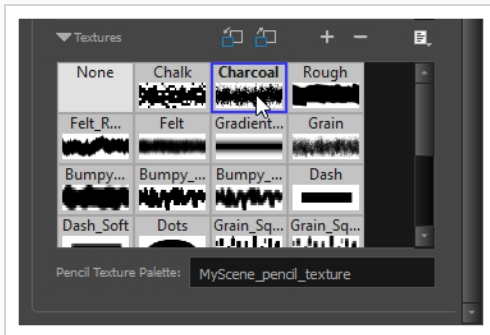 Textures
None Chalk Charcoal Rough
Felt_R... Felt Gradient... Grain
Bumpy... Bumpy_... Bumpy_... Dash
Dash_Soft Dots Grain_Sq... Grain_Sq...
Pencil Texture Palette: MyScene_pencil_texture